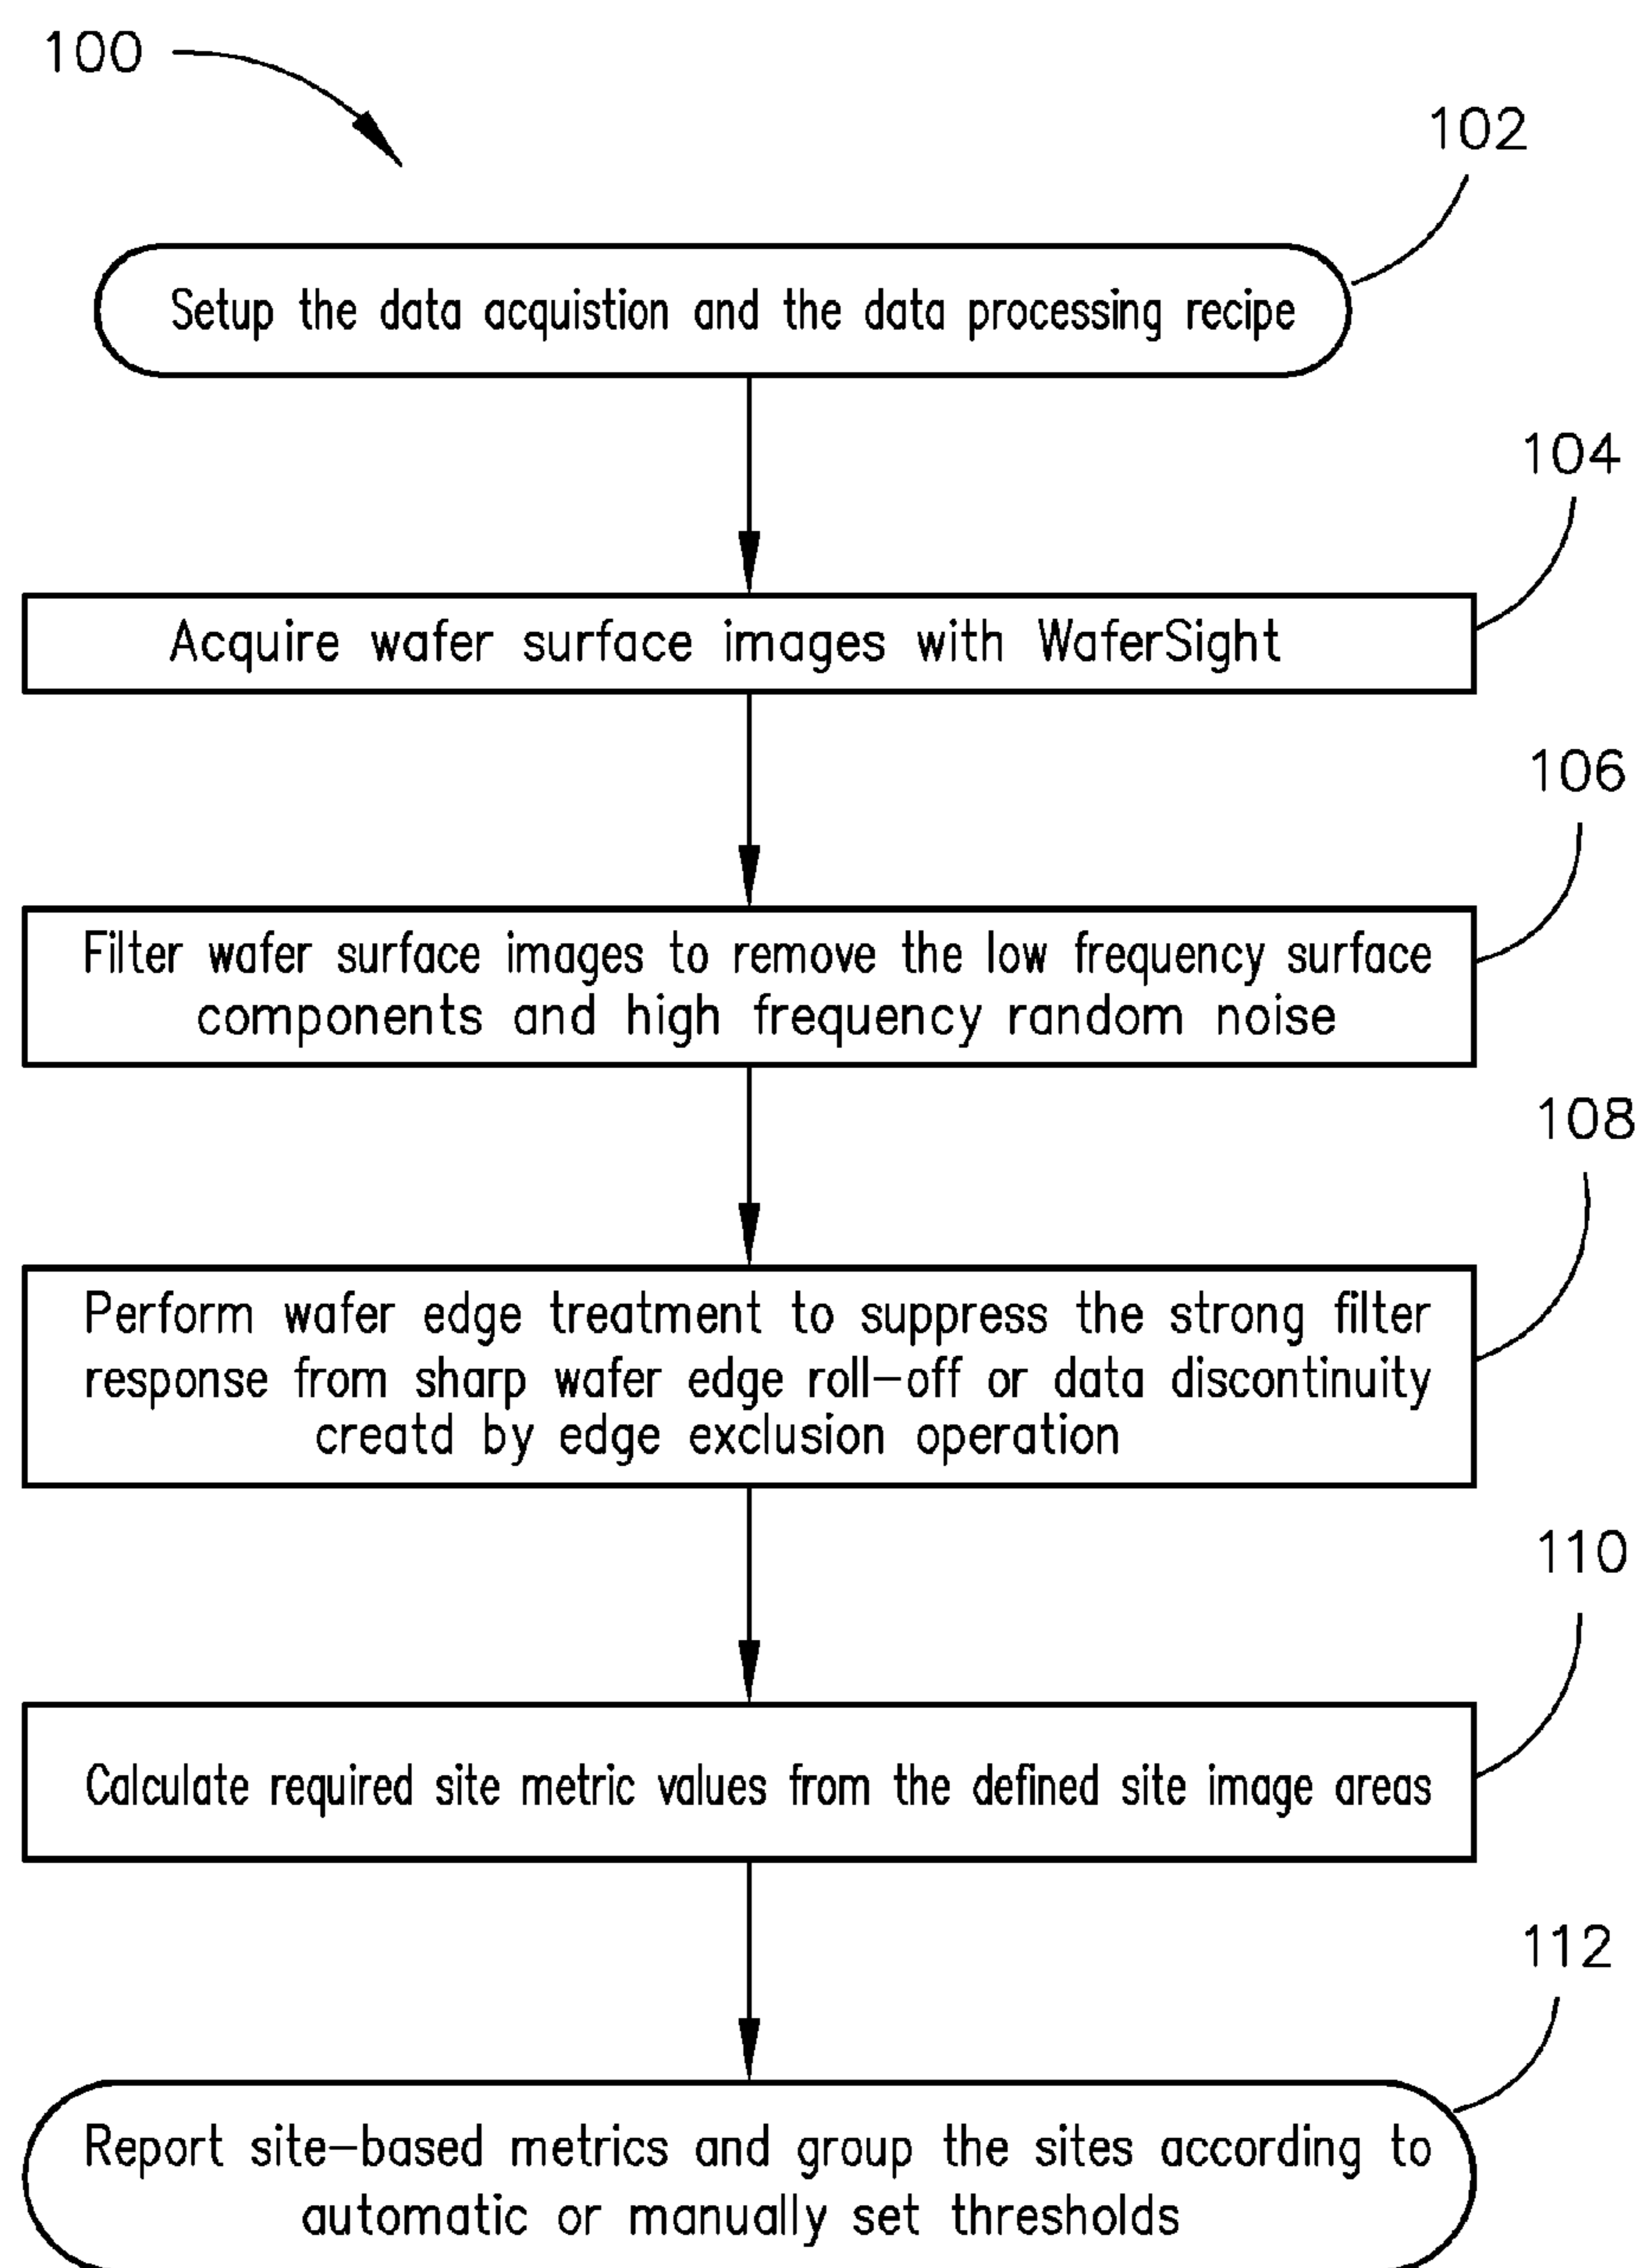 100
102
Setup the data acquistion and the data processing recipe
104
Acquire wafer surface images with WaferSight
106
Filter wafer surface images to remove the low frequency surface
components and high frequency random noise
108
Perform wafer edge treatment to suppress the strong filter
response from sharp wafer edge roll-off or data discontinuity
creatd by edge exclusion operation
110
Calculate required site metric values from the defined site image areas
112
Report site-based metrics and group the sites according to
automatic or manually set thresholds